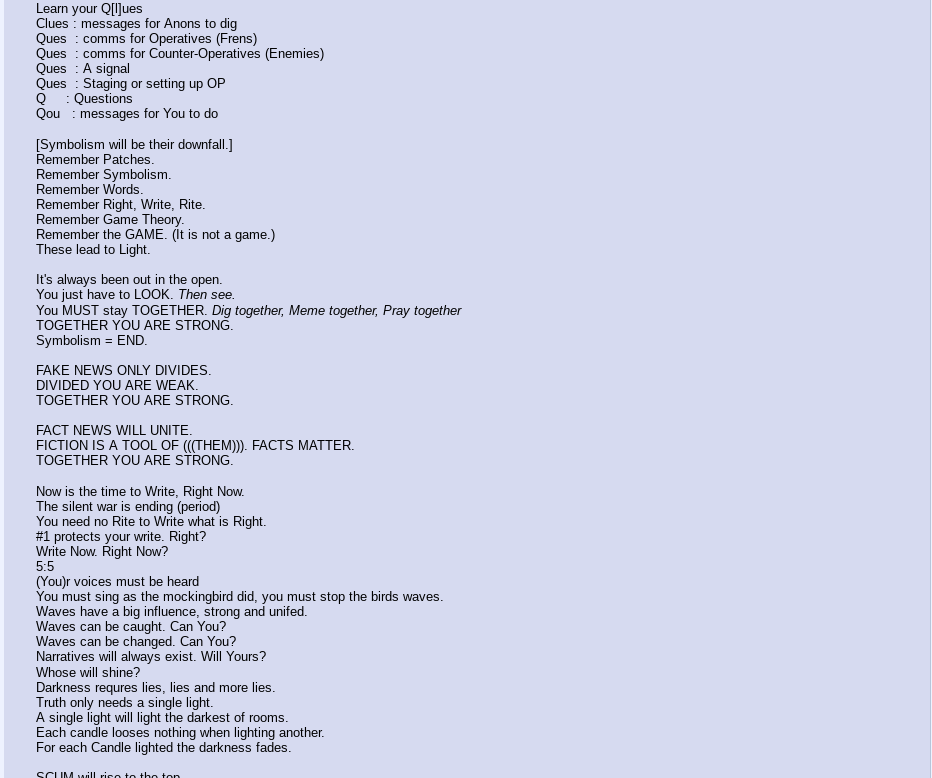 Learn your Q[l]ues
Clues : messages for Anons to dig
Ques : comms for Operatives (Frens)
Ques : comms for Counter-Operatives (Enemies)
Ques : A signal
Ques : Staging or setting up OP
Q : Questions
Qou : messages for You to do
[Symbolism will be their downfall.]
Remember Patches.
Remember Symbolism.
Remember Words.
Remember Right, Write, Rite.
Remember Game Theory.
Remember the GAME. (It is not a game.)
These lead to Light.
It's always been out in the open.
You just have to LOOK. Then see.
You MUST stay TOGETHER. Dig together, Meme together, Pray together
TOGETHER YOU ARE STRONG.
Symbolism = END.
FAKE NEWS ONLY DIVIDES.
DIVIDED YOU ARE WEAK.
TOGETHER YOU ARE STRONG.
FACT NEWS WILL UNITE.
FICTION IS A TOOL OF (((THEM))). FACTS MATTER.
TOGETHER YOU ARE STRONG.
Now is the time to Write, Right Now.
The silent war is ending (period)
You need no Rite to Write what is Right.
#1 protects your write. Right?
Write Now. Right Now?
5:5
(You)r voices must be heard
You must sing as the mockingbird did, you must stop the birds waves.
Waves have a big influence, strong and unifed.
Waves can be caught. Can You?
Waves can be changed. Can You?
Narratives will always exist. Will Yours?
Whose will shine?
Darkness requres lies, lies and more lies.
Truth only needs a single light.
A single light will light the darkest of rooms.
Each candle looses nothing when lighting another.
For each Candle lighted the darkness fades.
SCUM will rise to the top